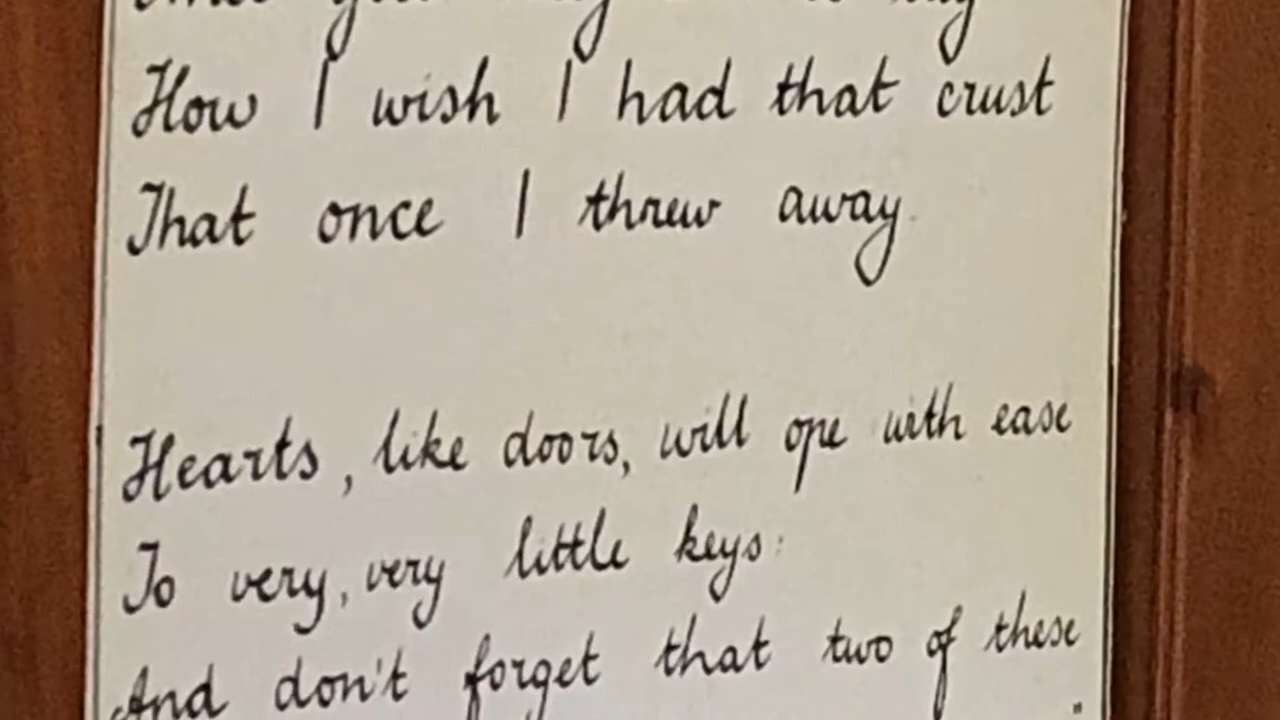 How I wish I had that crust
That once I threw away.
Hearts, like doors, will ope with ease
To very, very little keys:
And don't forget that two of these